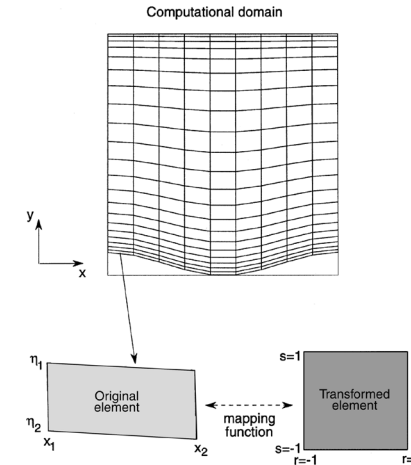 Computational domain
y
x
η1
Original
element
η2
x1
x2
mapping
function
s=1
Transformed
element
s=-1
r=-1
r=